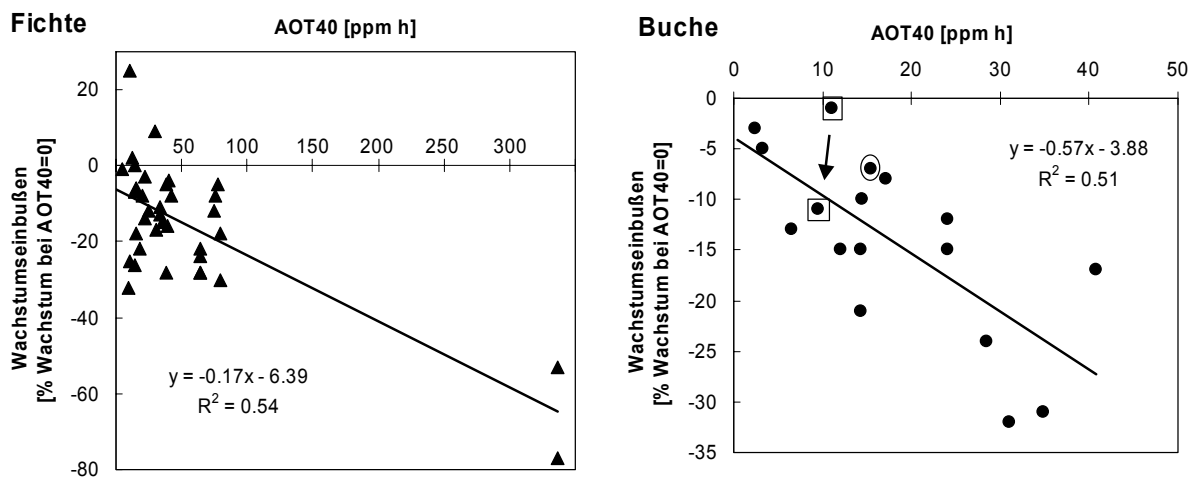 Fichte
AOT40 [ppm h]
20
0
50
100
150
200
250
300
-20
-40
-60
-80
Wachstumseinbußen
[% Wachstum bei AOT40=0]
y = -0.17x - 6.39
R² = 0.54
Buche
AOT40 [ppm h]
0
10
20
30
40
50
0
-5
-10
-15
-20
-25
-30
-35
Wachstumseinbußen
[% Wachstum bei AOT40=0]
y = -0.57x - 3.88
R² = 0.51